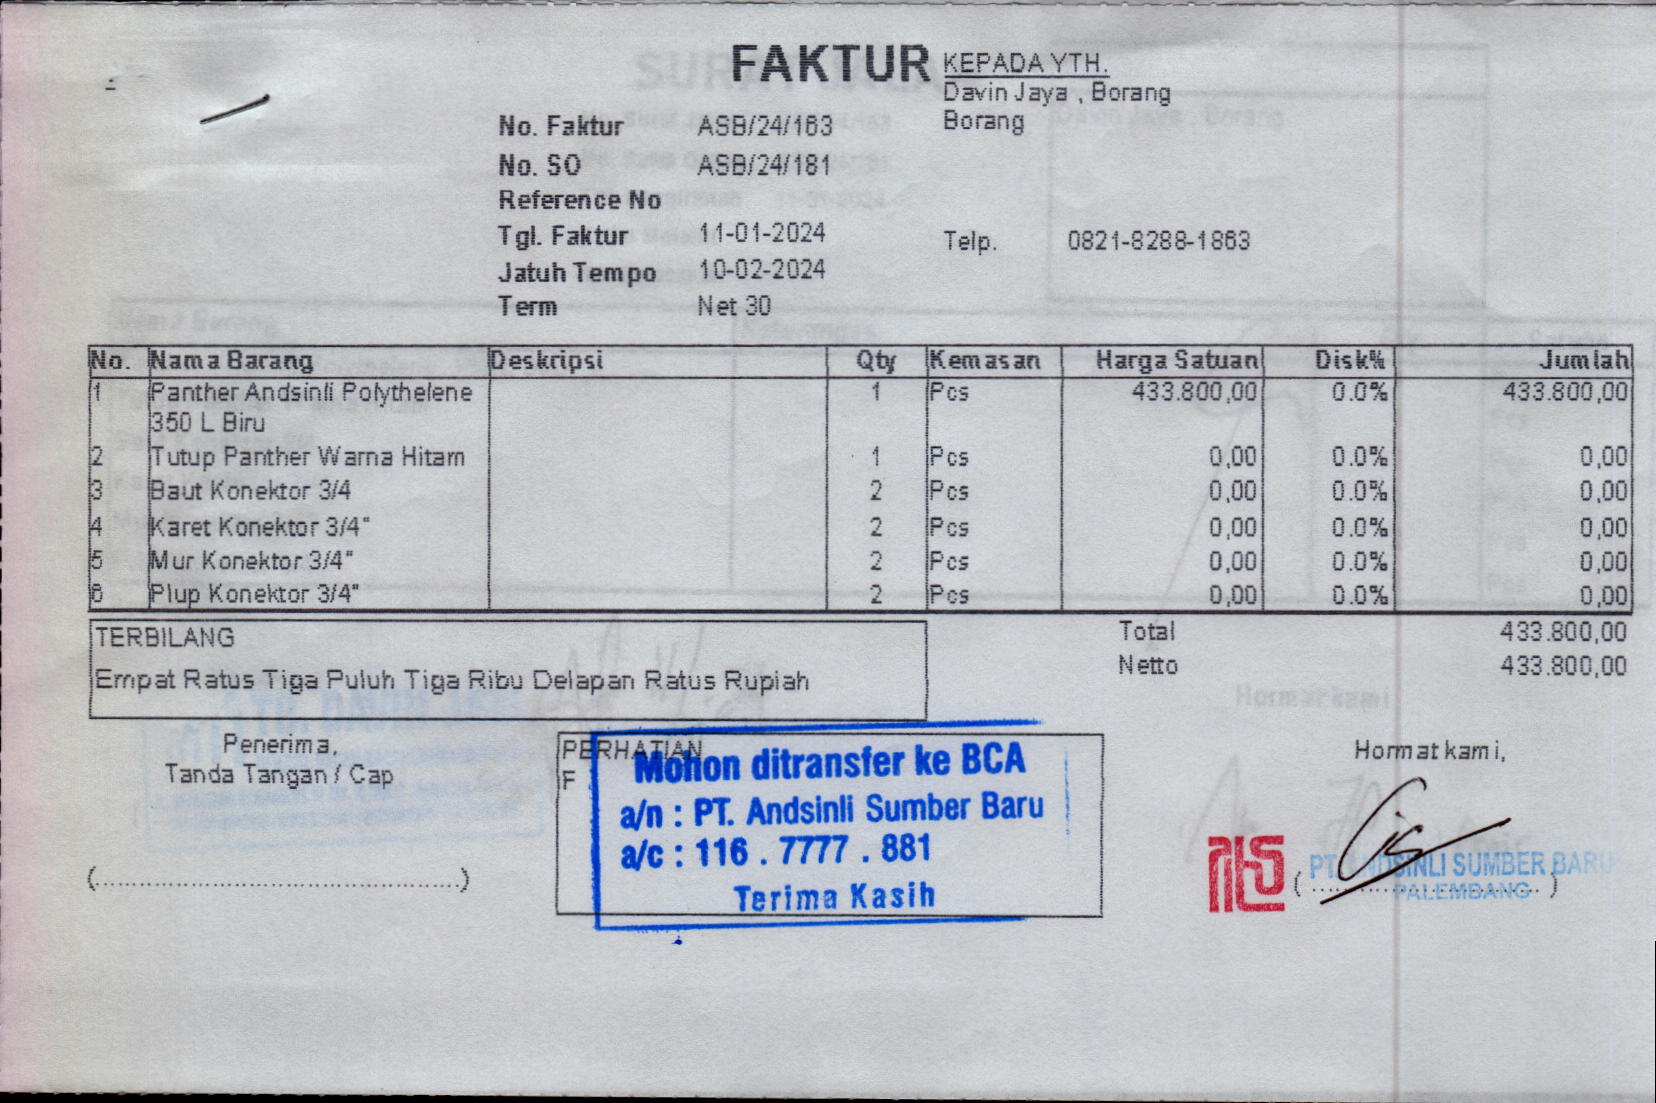 FAKTUR
KEPADA YTH.
Davin Jaya , Borang
Borang
No. Faktur ASB/24/163
No. SO ASB/24/181
Reference No
Tgl. Faktur 11-01-2024
Jatuh Tempo 10-02-2024
Term Net 30
Telp. 0821-8288-1863
No. Nama Barang Deskripsi Qty Kemasan Harga Satuan Disk% Jumlah
1 Panther Andsinli Polythelene 1 Pcs 433.800,00 0.0% 433.800,00
350 L Biru
2 Tutup Panther Warna Hitam 1 Pcs 0,00 0.0% 0,00
3 Baut Konektor 3/4 2 Pcs 0,00 0.0% 0,00
4 Karet Konektor 3/4" 2 Pcs 0,00 0.0% 0,00
5 Mur Konektor 3/4" 2 Pcs 0,00 0.0% 0,00
6 Plup Konektor 3/4" 2 Pcs 0,00 0.0% 0,00
TERBILANG
Empat Ratus Tiga Puluh Tiga Ribu Delapan Ratus Rupiah
Total 433.800,00
Netto 433.800,00
Penerima,
Tanda Tangan / Cap
(..............................................)
PERHATIAN
F
Mohon ditransfer ke BCA
a/n : PT. Andsinli Sumber Baru
a/c : 116 . 7777 . 881
Terima Kasih
Hormat kami,
PT. ANDSINLI SUMBER BARU
PALEMBANG